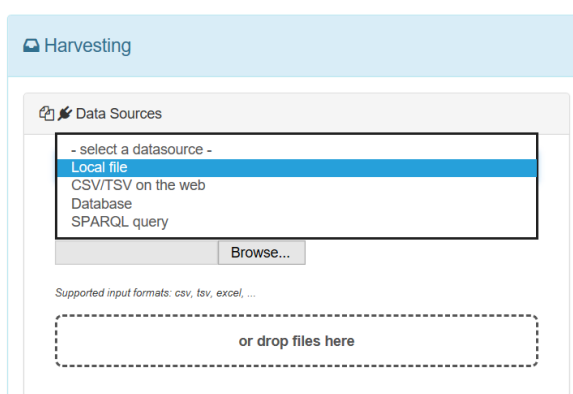 Harvesting
Data Sources
- select a datasource -
Local file
CSV/TSV on the web
Database
SPARQL query
Browse...
Supported input formats: csv, tsv, excel, ...
or drop files here